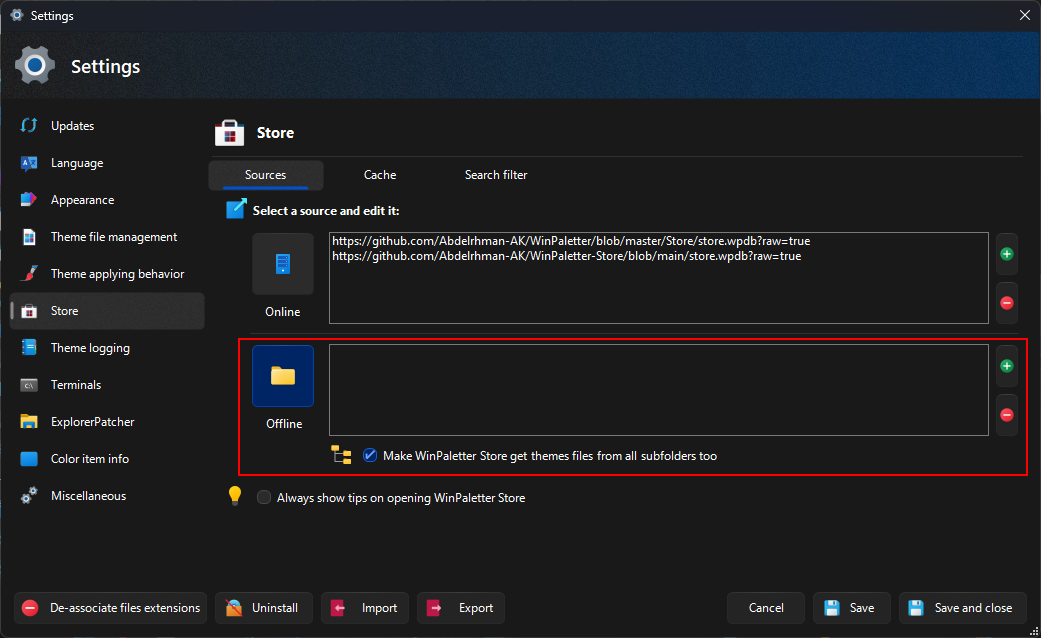 Settings
Settings
Updates
Language
Appearance
Theme file management
Theme applying behavior
Store
Theme logging
Terminals
ExplorerPatcher
Color item info
Miscellaneous
Store
Sources
Cache
Search filter
Select a source and edit it:
Online
https://github.com/Abdelrhman-AK/WinPaletter/blob/master/Store/store.wpdb?raw=true
https://github.com/Abdelrhman-AK/WinPaletter-Store/blob/main/store.wpdb?raw=true
Offline
Make WinPaletter Store get themes files from all subfolders too
Always show tips on opening WinPaletter Store
De-associate files extensions
Uninstall
Import
Export
Cancel
Save
Save and close